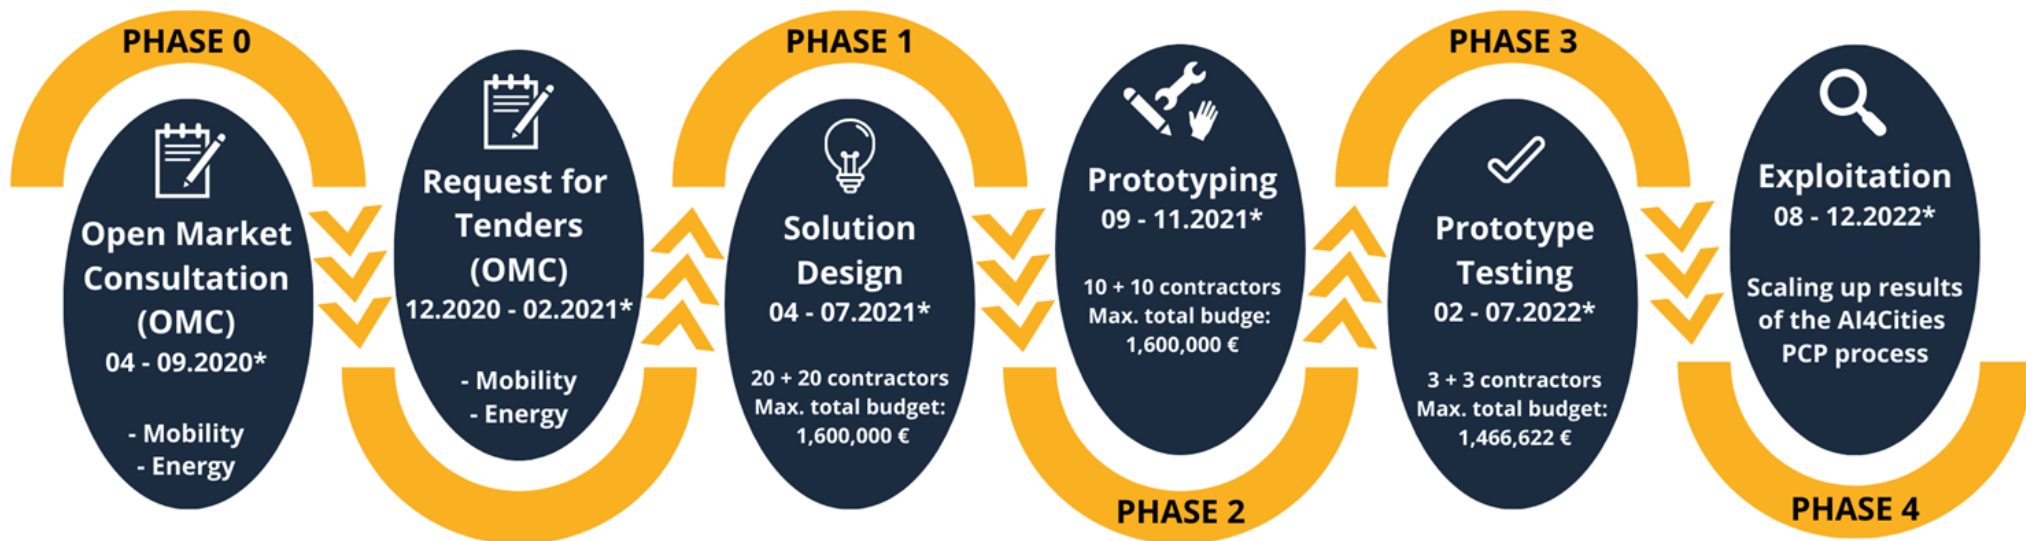 PHASE 0
Open Market
Consultation
(OMC)
04 - 09.2020*
- Mobility
- Energy
Request for
Tenders
(OMC)
12.2020 - 02.2021*
- Mobility
- Energy
PHASE 1
Solution
Design
04 - 07.2021*
20 + 20 contractors
Max. total budget:
1,600,000 €
Prototyping
09 - 11.2021*
10 + 10 contractors
Max. total budge:
1,600,000 €
PHASE 2
PHASE 3
Prototype
Testing
02 - 07.2022*
3 + 3 contractors
Max. total budget:
1,466,622 €
Exploitation
08 - 12.2022*
Scaling up results
of the AI4Cities
PCP process
PHASE 4